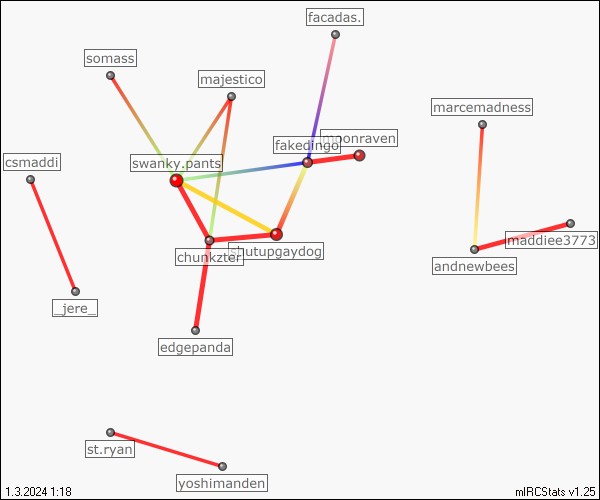 facadas.
somass
majestico
marcemadness
moonraven
fakedingo
swanky.pants
csmaddi
maddiee3773
shutupgaydog
chunkzter
andnewbees
_jere_
edgepanda
st.ryan
yoshimanden
1.3.2024 1:18
mIRCStats v1.25